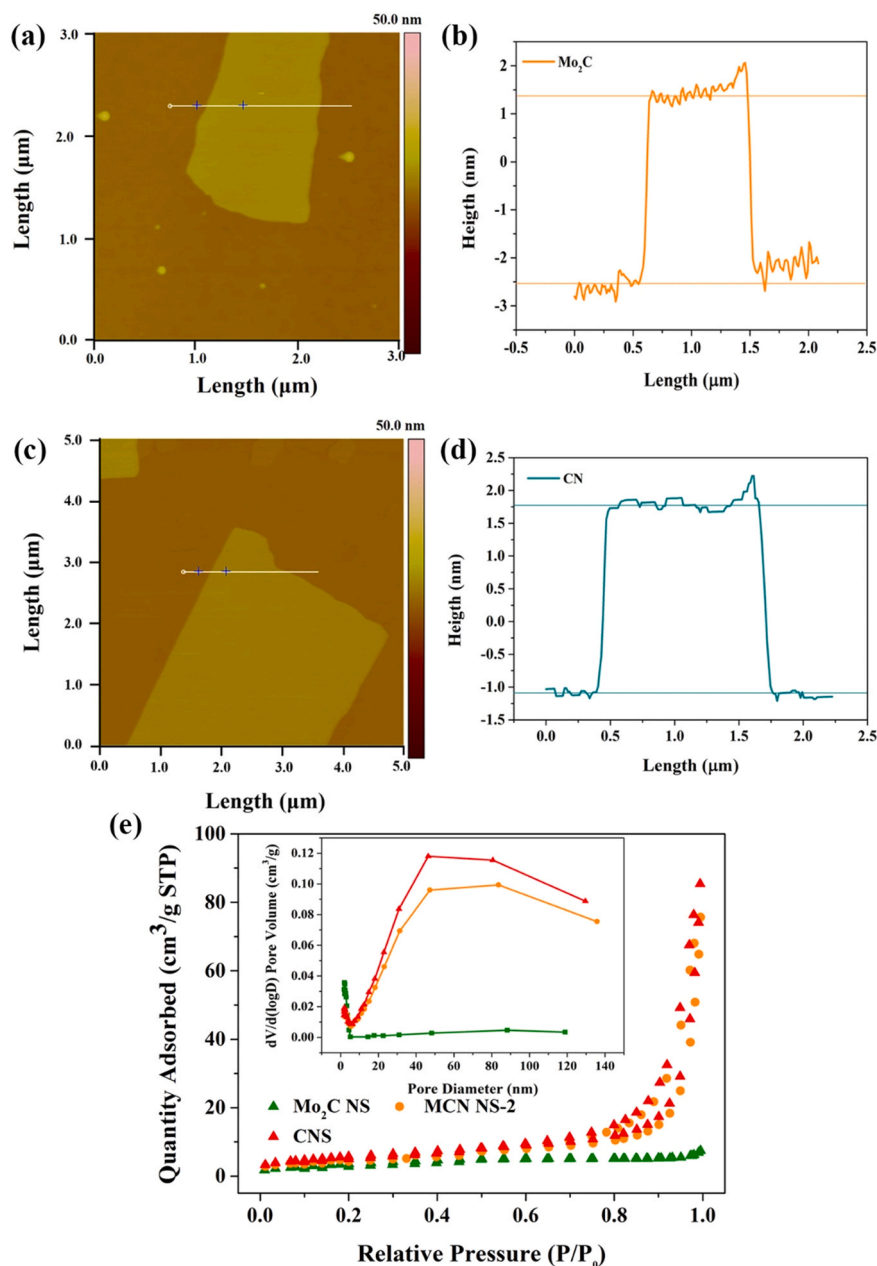 (a)
50.0 nm
3.0
2.0
1.0
0.0
Length (µm)
0.0 1.0 2.0 3.0
Length (µm)
(b)
Mo₂C
2
1
0
-1
-2
-3
Heigth (nm)
-0.5 0.0 0.5 1.0 1.5 2.0 2.5
Length (µm)
(c)
50.0 nm
5.0
4.0
3.0
2.0
1.0
0.0
Length (µm)
0.0 1.0 2.0 3.0 4.0 5.0
Length (µm)
(d)
CN
2.5
2.0
1.5
1.0
0.5
0.0
-0.5
-1.0
-1.5
Heigth (nm)
0.0 0.5 1.0 1.5 2.0 2.5
Length (µm)
(e)
100
80
60
40
20
0
Quantity Adsorbed (cm³/g STP)
0.12
0.10
0.08
0.06
0.04
0.02
0.00
dV/d(logD) Pore Volume (cm³/g)
0 20 40 60 80 100 120 140
Pore Diameter (nm)
Mo₂C NS MCN NS-2
CNS
0.0 0.2 0.4 0.6 0.8 1.0
Relative Pressure (P/P₀)